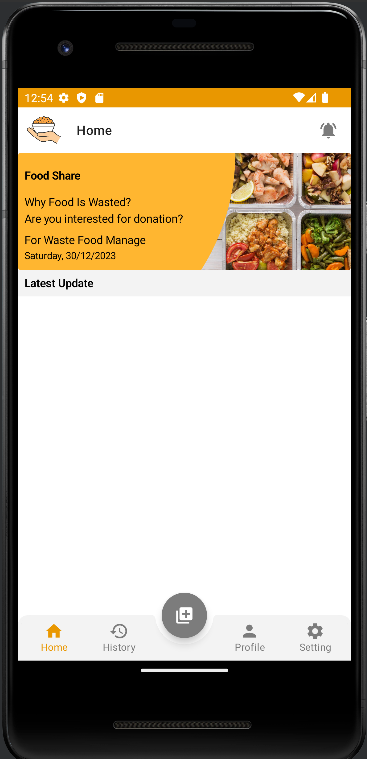 12:54
Home
Food Share
Why Food Is Wasted?
Are you interested for donation?
For Waste Food Manage
Saturday, 30/12/2023
Latest Update
Home
History
Profile
Setting